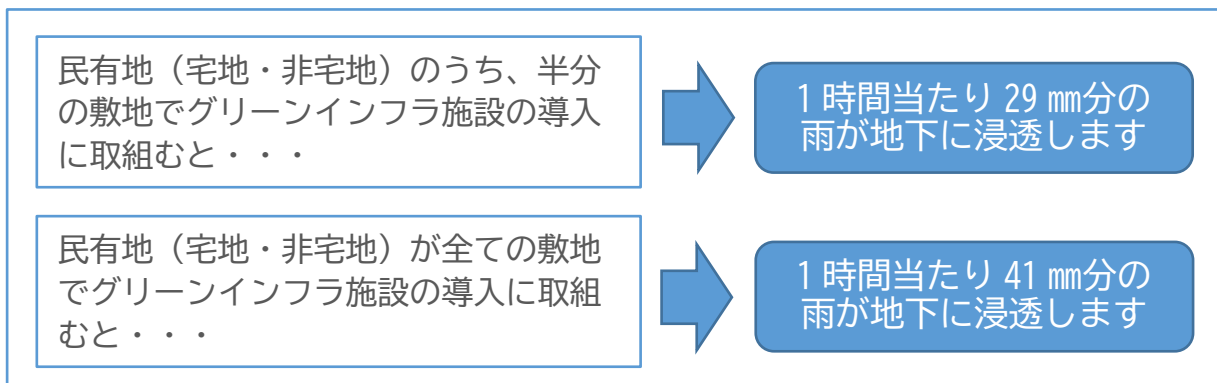 民有地（宅地・非宅地）のうち、半分
の敷地でグリーンインフラ施設の導入
に取組むと・・・
1 時間当たり 29 ㎜分の
雨が地下に浸透します
民有地（宅地・非宅地）が全ての敷地
でグリーンインフラ施設の導入に取組
むと・・・
1 時間当たり 41 ㎜分の
雨が地下に浸透します